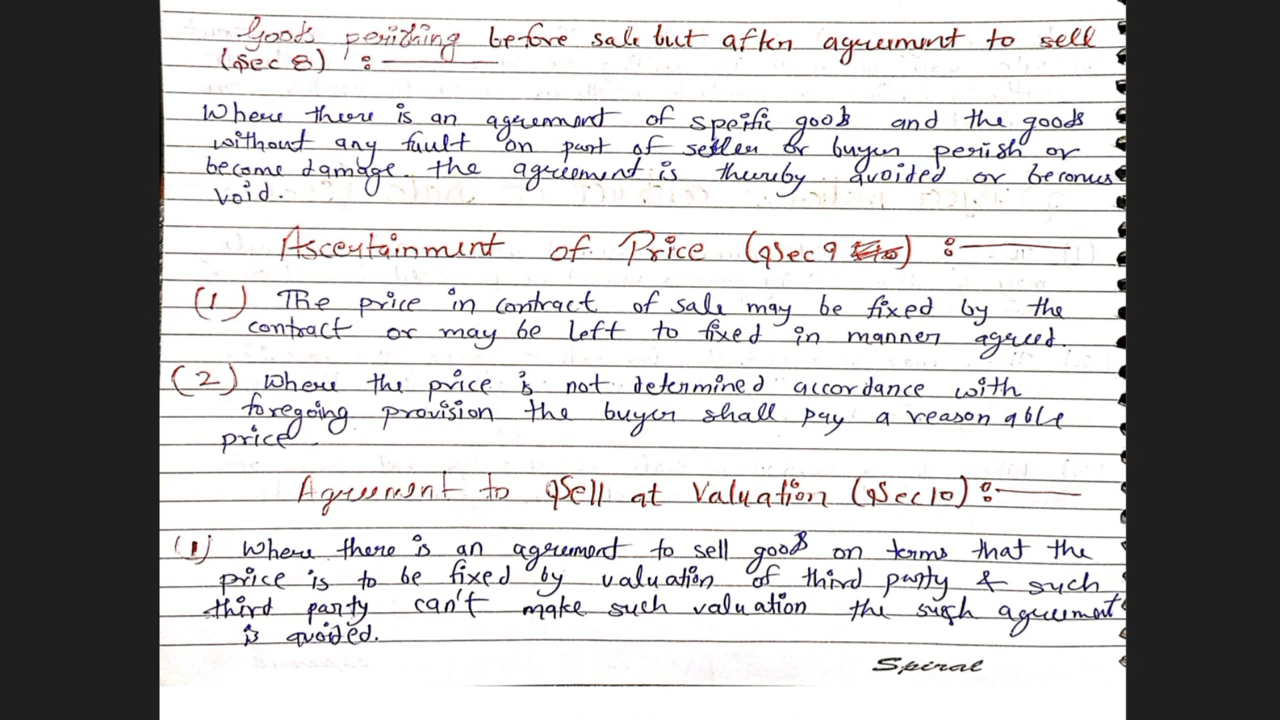 Goods perishing before sale but after agreement to sell
(Sec 8) :—
Where there is an agreement of speific goods and the goods
without any fault on part of seller or buyer perish or
become damage. the agreement is thereby avoided or becomes
void.
Ascertainment of Price (Sec 9) :—
(1) The price in contract of sale may be fixed by the
contract or may be left to fixed in manner agreed.
(2) Where the price is not determined accordance with
foregoing provision the buyer shall pay a reasonable
price
Agreement to Sell at Valuation (Sec 10) :—
(1) Where there is an agreement to sell goods on terms that the
price is to be fixed by valuation of third party & such
third party can't make such valuation the such agreement
is avoided.
Spiral